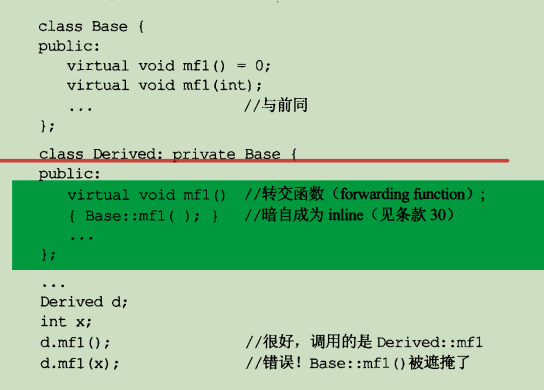 class Base {
public:
    virtual void mf1() = 0;
    virtual void mf1(int);
    ...                //与前同
};
class Derived: private Base {
public:
    virtual void mf1()  //转交函数（forwarding function）;
    { Base::mf1( ); }   //暗自成为 inline（见条款 30）
    ...
};
...
Derived d;
int x;
d.mf1();                //很好，调用的是 Derived::mf1
d.mf1(x);               //错误！Base::mf1()被遮掩了